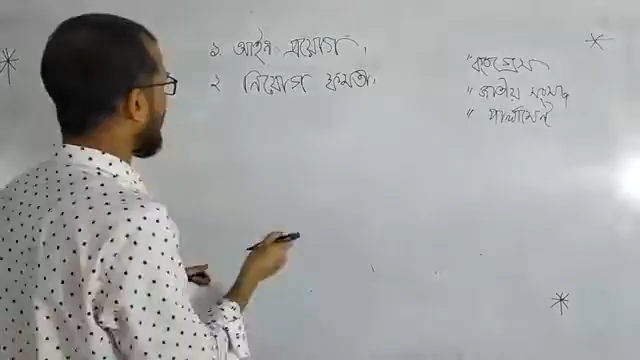 ১. আইন প্রয়োগ।
২ নিয়োগ ক্ষমতা।
"কংগ্রেস
"জাতীয় সংসদ
" পার্লামেন্ট